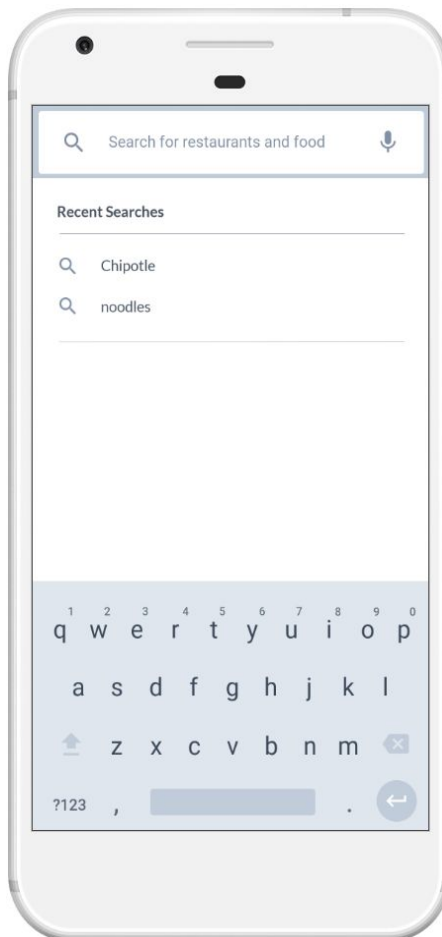 Search for restaurants and food
Recent Searches
Chipotle
noodles
1 2 3 4 5 6 7 8 9 0
q w e r t y u i o p
a s d f g h j k l
z x c v b n m
?123 , .